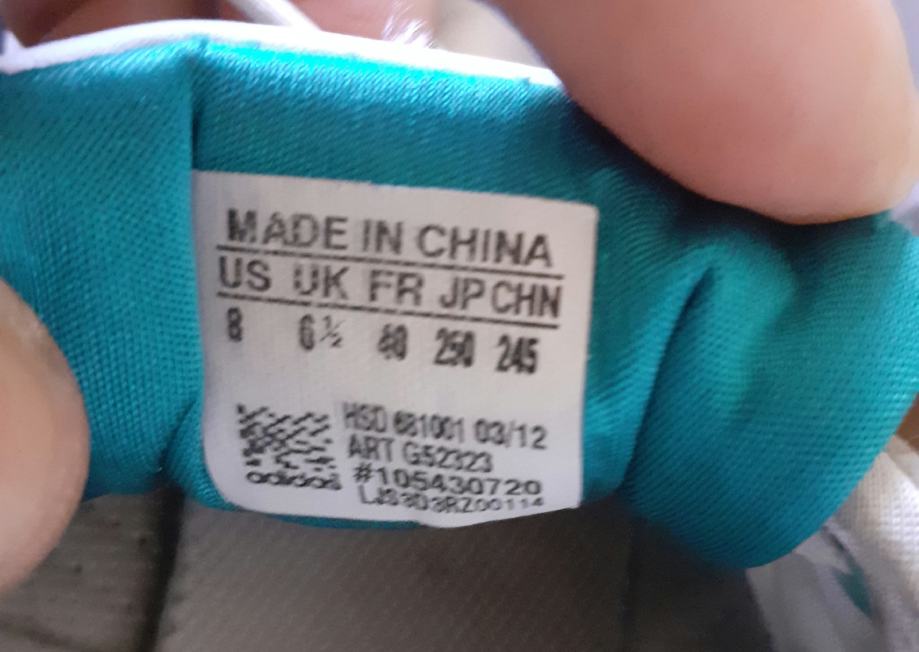 MADE IN CHINA
US UK FR JP CHN
8 6½ 40 250 245
HSD 681001 03/12
ART G52323
#105430720
LJS3D3RZ00114
adidas